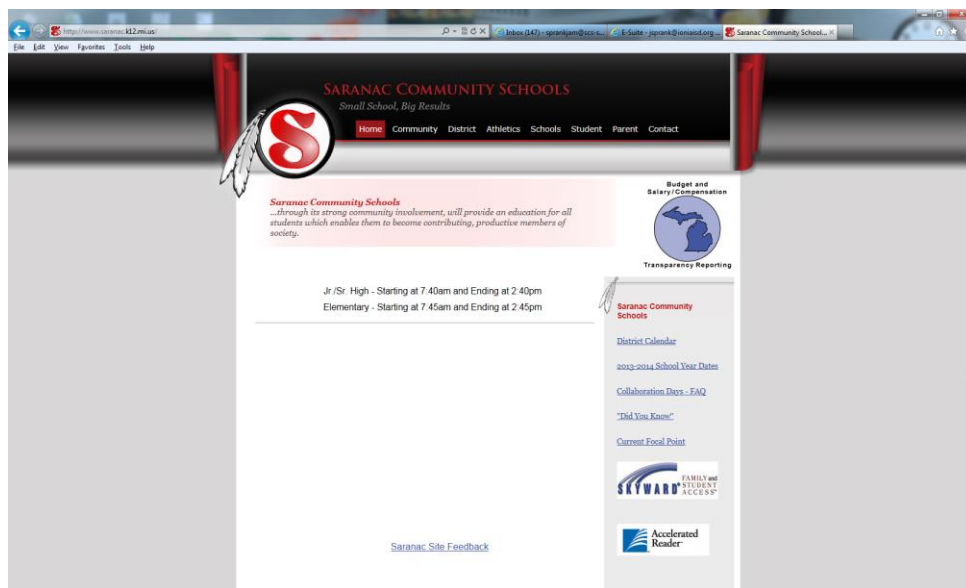 http://www.saranac.k12.mi.us/
Inbox (147) - sprankjam@scs-s...
E-Suite - jsprank@ioniaisd.org ...
Saranac Community School...
File Edit View Favorites Tools Help
SARANAC COMMUNITY SCHOOLS
Small School, Big Results
Home Community District Athletics Schools Student Parent Contact
S
Saranac Community Schools
...through its strong community involvement, will provide an education for all
students which enables them to become contributing, productive members of
society.
Budget and
Salary/Compensation
Transparency Reporting
Jr./Sr. High - Starting at 7:40am and Ending at 2:40pm
Elementary - Starting at 7:45am and Ending at 2:45pm
Saranac Community
Schools
District Calendar
2013-2014 School Year Dates
Collaboration Days - FAQ
"Did You Know"
Current Focal Point
SKYWARD FAMILY and
STUDENT
ACCESS
Accelerated
Reader
Saranac Site Feedback